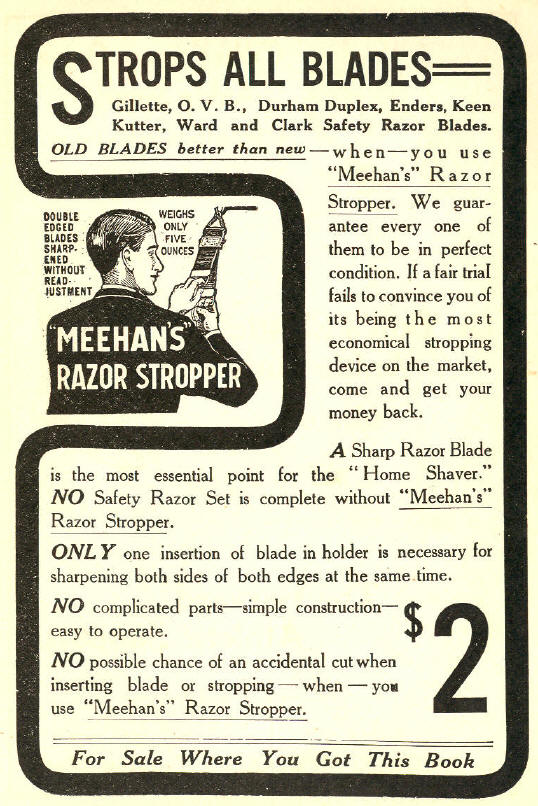 STROPS ALL BLADES
Gillette, O. V. B., Durham Duplex, Enders, Keen
Kutter, Ward and Clark Safety Razor Blades.
OLD BLADES better than new—when—you use
"Meehan's" Razor
Stropper. We guar-
antee every one of
them to be in perfect
condition. If a fair trial
fails to convince you of
its being the most
economical stropping
device on the market,
come and get your
money back.
DOUBLE
EDGED
BLADES
SHARP-
ENED
WITHOUT
READ-
JUSTMENT
WEIGHS
ONLY
FIVE
OUNCES
"MEEHAN'S"
RAZOR STROPPER
A Sharp Razor Blade
is the most essential point for the "Home Shaver."
NO Safety Razor Set is complete without "Meehan's"
Razor Stropper.
ONLY one insertion of blade in holder is necessary for
sharpening both sides of both edges at the same time.
NO complicated parts—simple construction—
easy to operate.
NO possible chance of an accidental cut when
inserting blade or stropping—when—you
use "Meehan's" Razor Stropper.
$2
For Sale Where You Got This Book